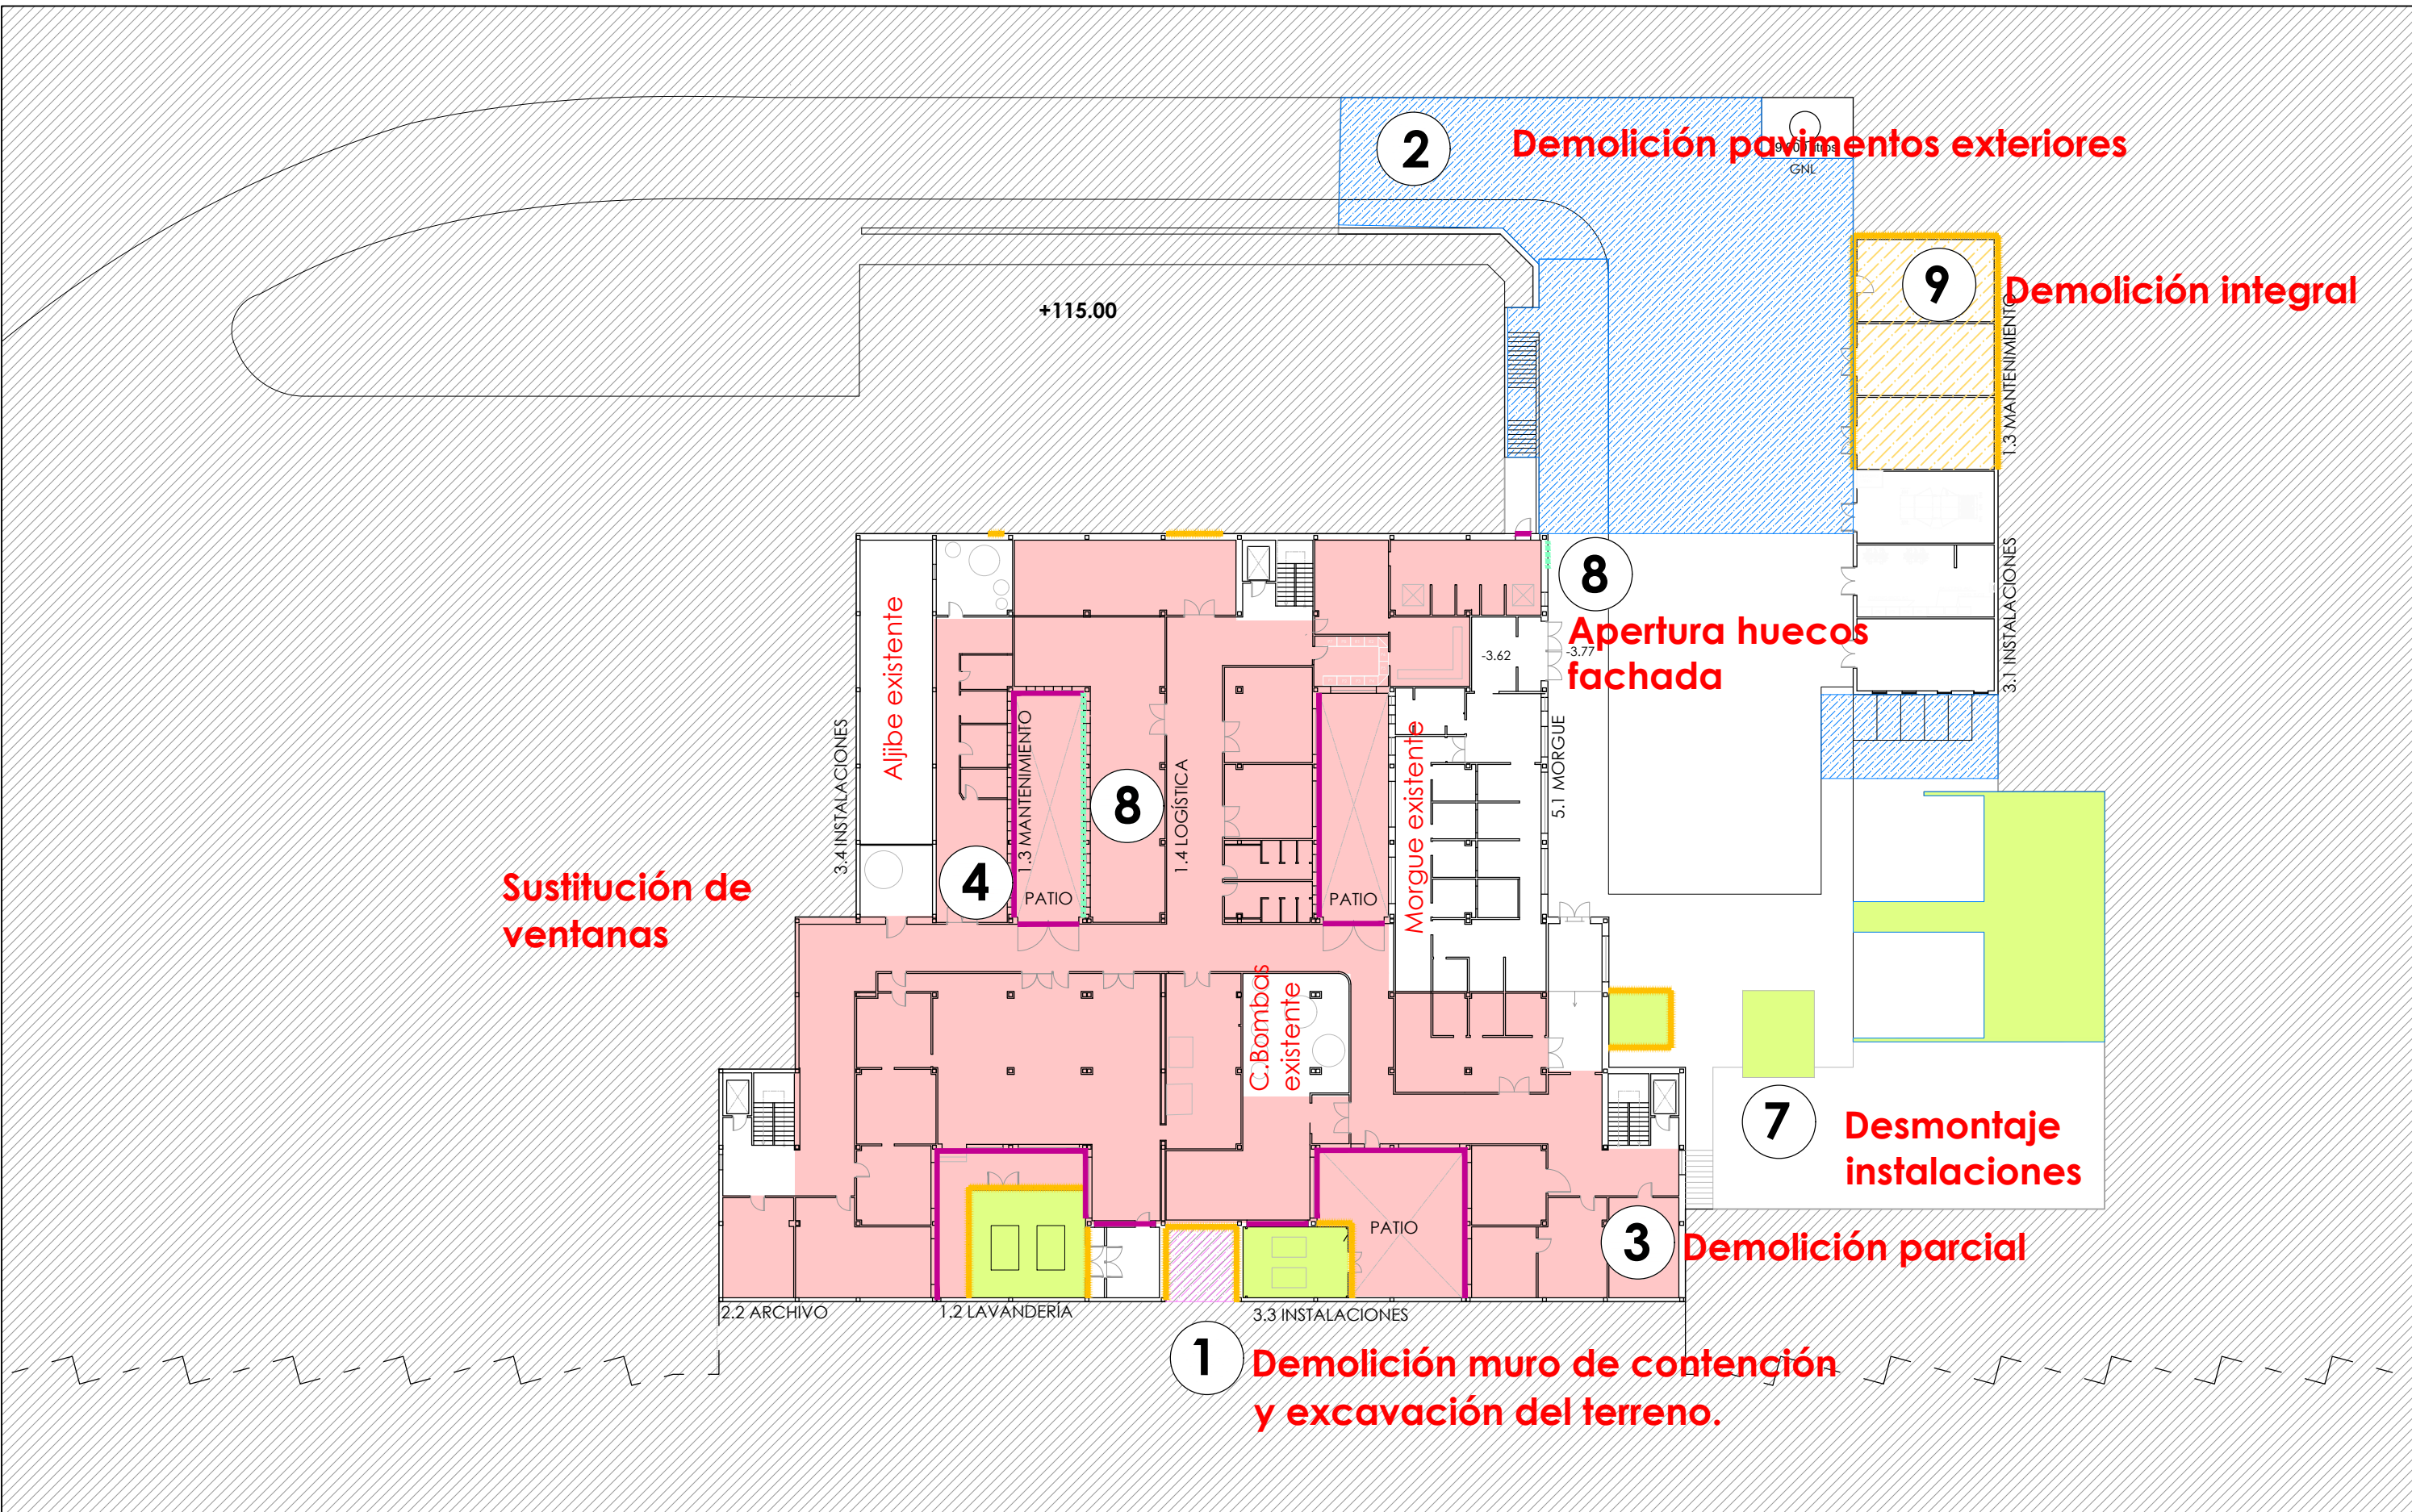 2
Demolición pavimentos exteriores
GNL
9
Demolición integral
1.3 MANTENIMIENTO
+115.00
8
Apertura huecos
fachada
-3.62
-3.77
3.1 INSTALACIONES
Aljibe existente
3.4 INSTALACIONES
1.3 MANTENIMIENTO
8
1.4 LOGÍSTICA
Morgue existente
5.1 MORGUE
4
PATIO
PATIO
Sustitución de
ventanas
C.Bombas
existente
7
Desmontaje
instalaciones
PATIO
3
Demolición parcial
2.2 ARCHIVO
1.2 LAVANDERÍA
3.3 INSTALACIONES
1
Demolición muro de contención
y excavación del terreno.